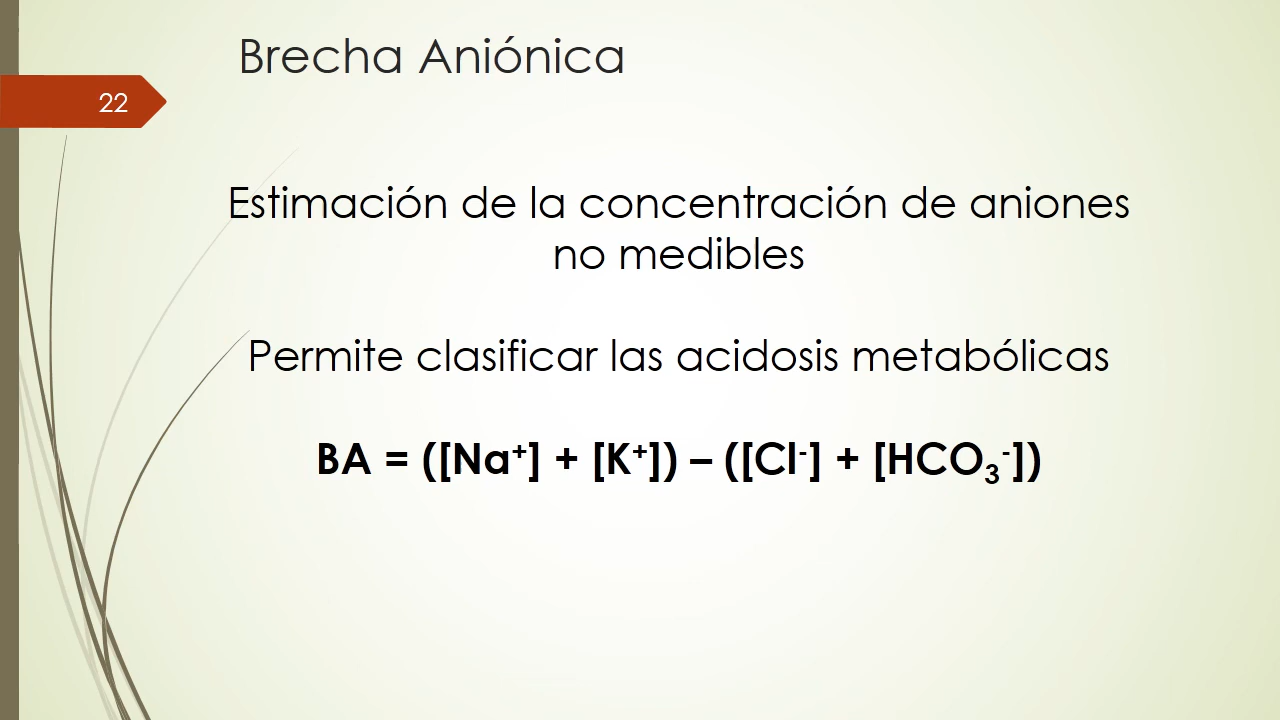 Brecha Aniónica
22
Estimación de la concentración de aniones
no medibles
Permite clasificar las acidosis metabólicas
BA = ([Na⁺] + [K⁺]) – ([Cl⁻] + [HCO₃⁻])